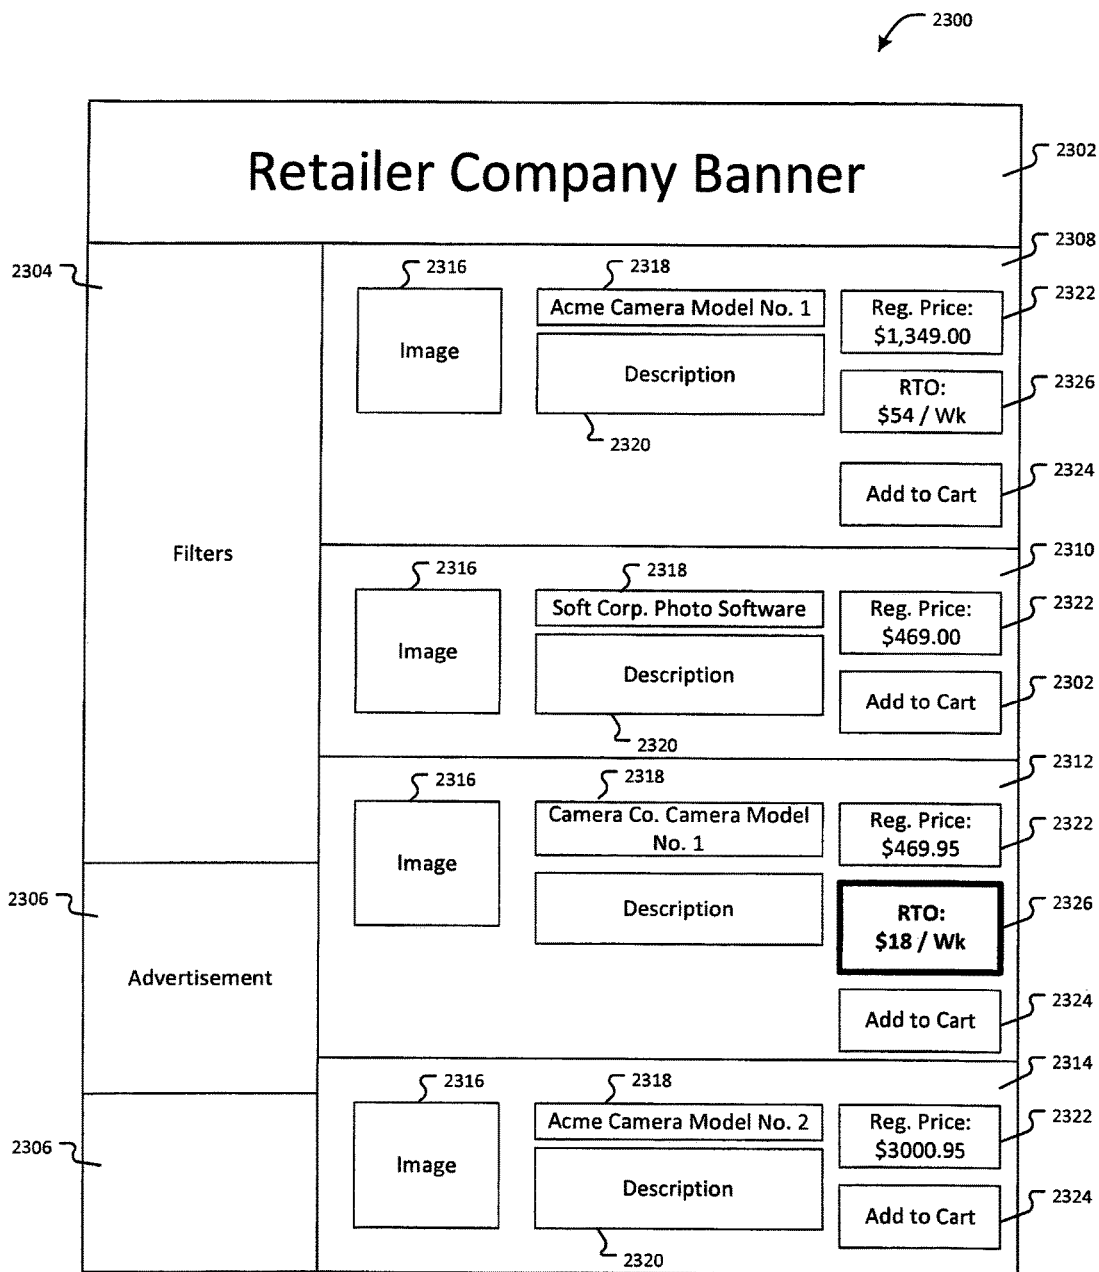 2300
Retailer Company Banner
2302
2304
Filters
2306
Advertisement
2306
2308
2316
Image
2318
Acme Camera Model No. 1
Description
2320
Reg. Price:
$1,349.00
2322
RTO:
$54 / Wk
2326
Add to Cart
2324
2310
2316
Image
2318
Soft Corp. Photo Software
Description
2320
Reg. Price:
$469.00
2322
Add to Cart
2302
2312
2316
Image
2318
Camera Co. Camera Model
No. 1
Description
Reg. Price:
$469.95
2322
RTO:
$18 / Wk
2326
Add to Cart
2324
2314
2316
Image
2318
Acme Camera Model No. 2
Description
2320
Reg. Price:
$3000.95
2322
Add to Cart
2324